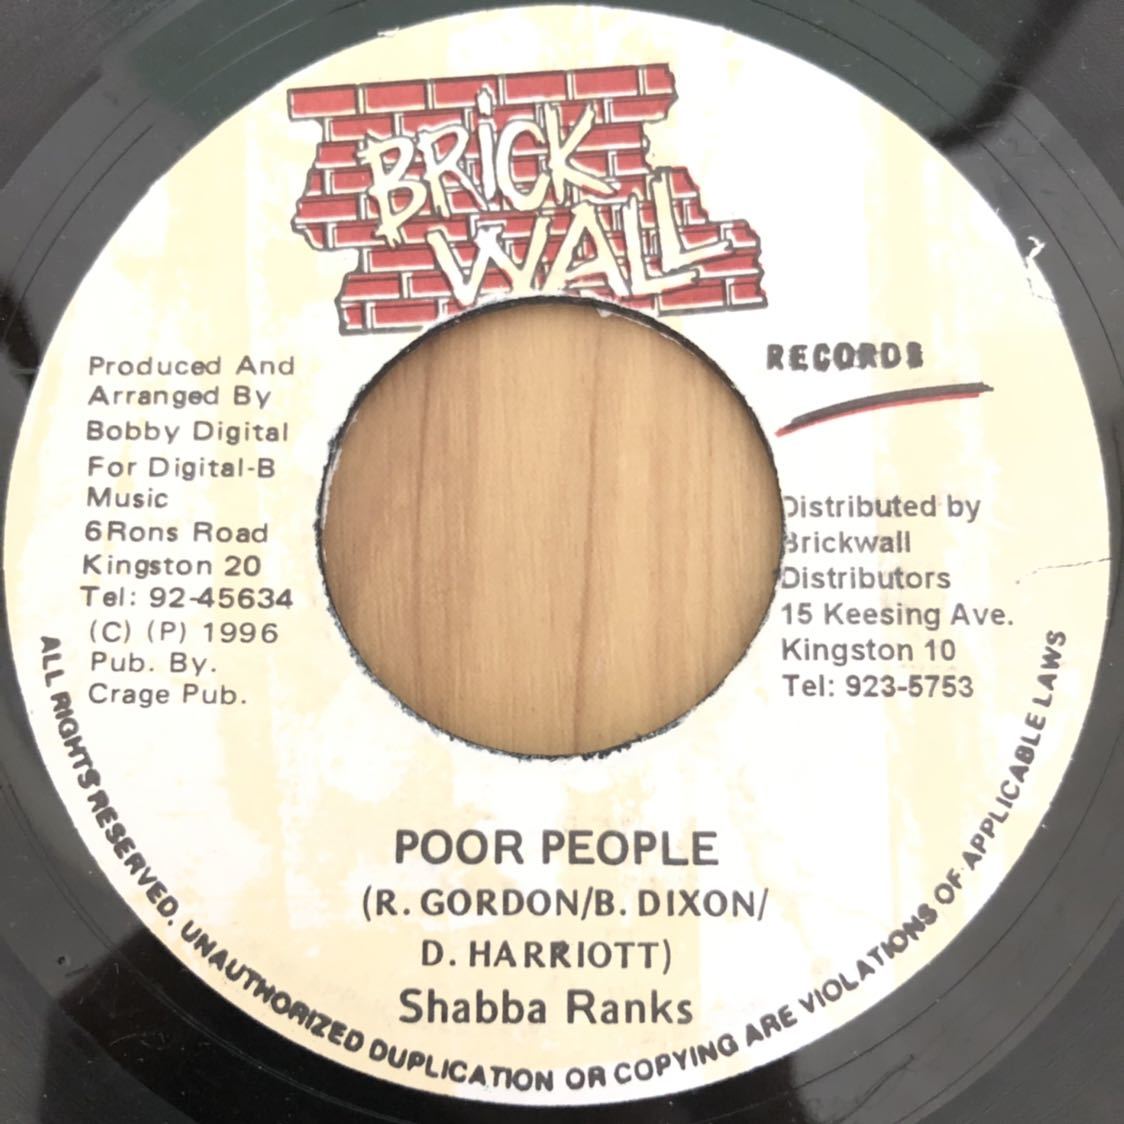 BRiCK
WALL
RECORDS
Produced And
Arranged By
Bobby Digital
For Digital-B
Music
6Rons Road
Kingston 20
Tel: 92-45634
(C) (P) 1996
Pub. By.
Crage Pub.
Distributed by
Brickwall
Distributors
15 Keesing Ave.
Kingston 10
Tel: 923-5753
POOR PEOPLE
(R. GORDON/B. DIXON/
D. HARRIOTT)
Shabba Ranks
ALL RIGHTS RESERVED. UNAUTHORIZED DUPLICATION OR COPYING ARE VIOLATIONS OF APPLICABLE LAWS